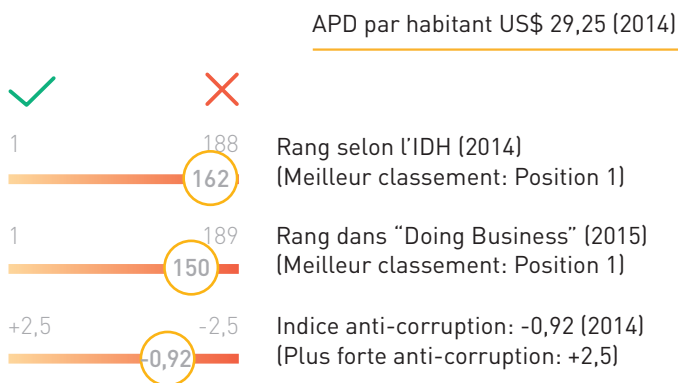 APD par habitant US$ 29,25 (2014)
1 188
162
Rang selon l’IDH (2014)
(Meilleur classement: Position 1)
1 189
150
Rang dans “Doing Business” (2015)
(Meilleur classement: Position 1)
+2,5 -2,5
-0,92
Indice anti-corruption: -0,92 (2014)
(Plus forte anti-corruption: +2,5)